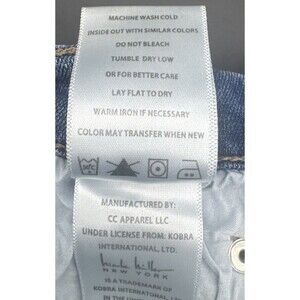 MACHINE WASH COLD
INSIDE OUT WITH SIMILAR COLORS
DO NOT BLEACH
TUMBLE DRY LOW
OR FOR BETTER CARE
LAY FLAT TO DRY
WARM IRON IF NECESSARY
COLOR MAY TRANSFER WHEN NEW
MANUFACTURED BY:
CC APPAREL LLC
UNDER LICENSE FROM: KOBRA
INTERNATIONAL, LTD.
NEW YORK
IS A TRADEMARK
OF KOBRA INTERNATIONAL,